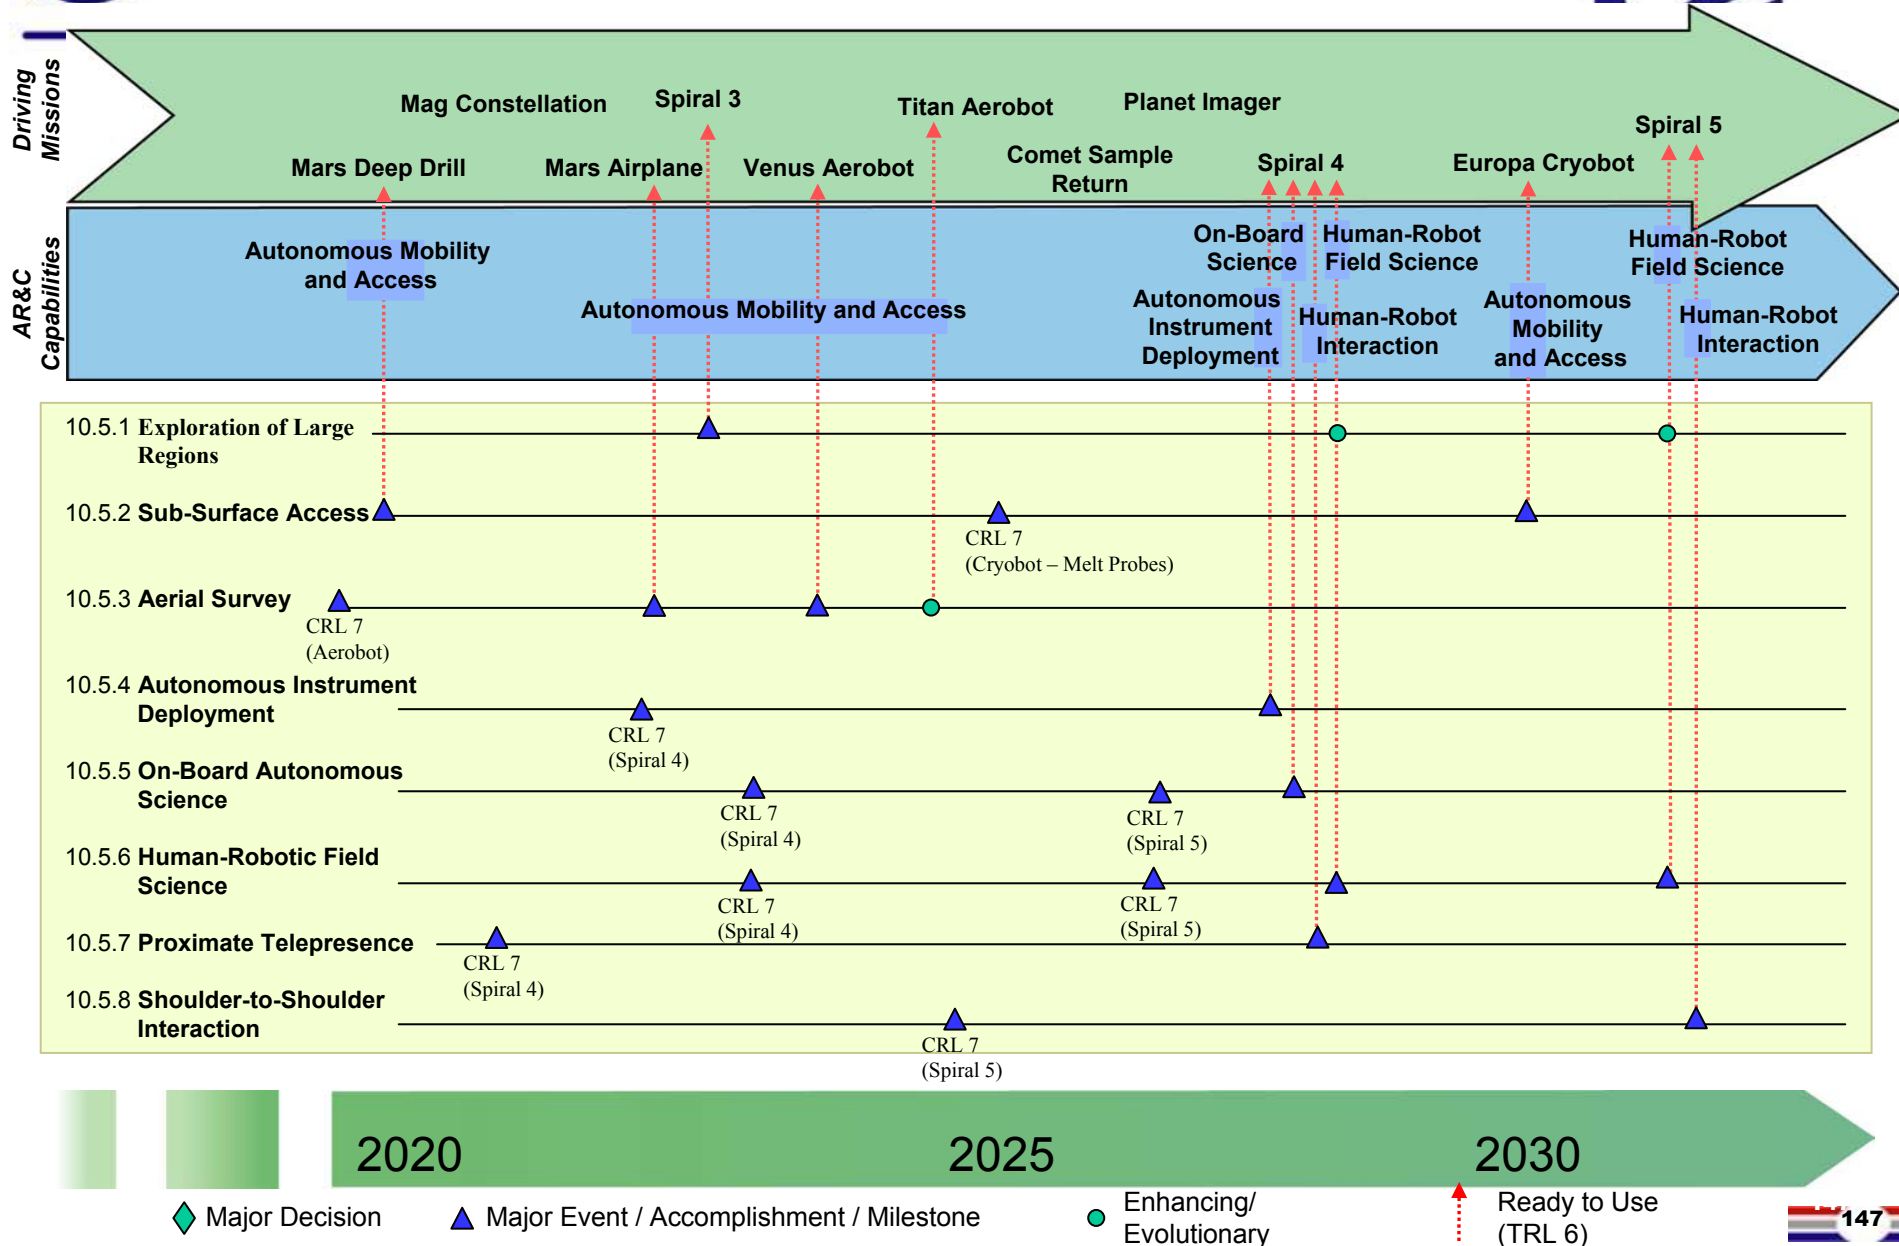 Driving
Missions
Mag Constellation
Spiral 3
Titan Aerobot
Planet Imager
Spiral 5
Mars Deep Drill
Mars Airplane
Venus Aerobot
Comet Sample
Return
Spiral 4
Europa Cryobot
AR&C
Capabilities
Autonomous Mobility
and Access
Autonomous Mobility and Access
On-Board
Science
Human-Robot
Field Science
Autonomous
Instrument
Deployment
Human-Robot
Interaction
Autonomous
Mobility
and Access
Human-Robot
Field Science
Human-Robot
Interaction
10.5.1 Exploration of Large
Regions
10.5.2 Sub-Surface Access
CRL 7
(Cryobot – Melt Probes)
10.5.3 Aerial Survey
CRL 7
(Aerobot)
10.5.4 Autonomous Instrument
Deployment
CRL 7
(Spiral 4)
10.5.5 On-Board Autonomous
Science
CRL 7
(Spiral 4)
CRL 7
(Spiral 5)
10.5.6 Human-Robotic Field
Science
CRL 7
(Spiral 4)
CRL 7
(Spiral 5)
10.5.7 Proximate Telepresence
CRL 7
(Spiral 4)
10.5.8 Shoulder-to-Shoulder
Interaction
CRL 7
(Spiral 5)
2020
2025
2030
Major Decision
Major Event / Accomplishment / Milestone
Enhancing/
Evolutionary
Ready to Use
(TRL 6)
147